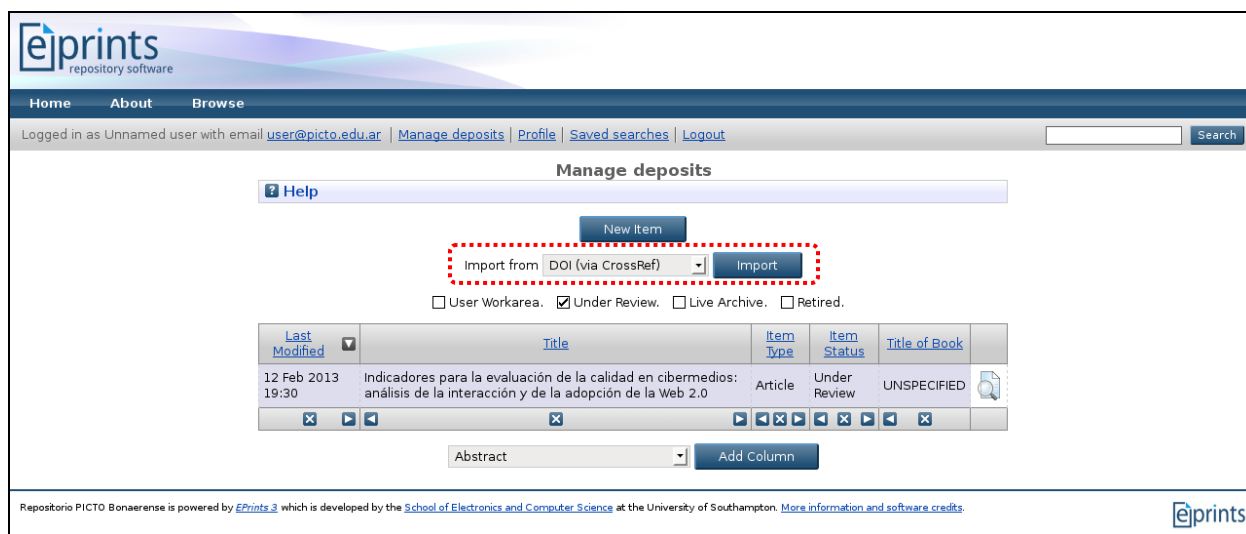 eprints
repository software
Home About Browse
Logged in as Unnamed user with email user@picto.edu.ar | Manage deposits | Profile | Saved searches | Logout Search
Manage deposits
? Help
New Item
Import from DOI (via CrossRef) Import
User Workarea. Under Review. Live Archive. Retired.
Last Modified Title Item Type Item Status Title of Book
12 Feb 2013 19:30 Indicadores para la evaluación de la calidad en cibermedios: análisis de la interacción y de la adopción de la Web 2.0 Article Under Review UNSPECIFIED
Abstract Add Column
Repositorio PICTO Bonaerense is powered by EPrints 3 which is developed by the School of Electronics and Computer Science at the University of Southampton. More information and software credits.
eprints